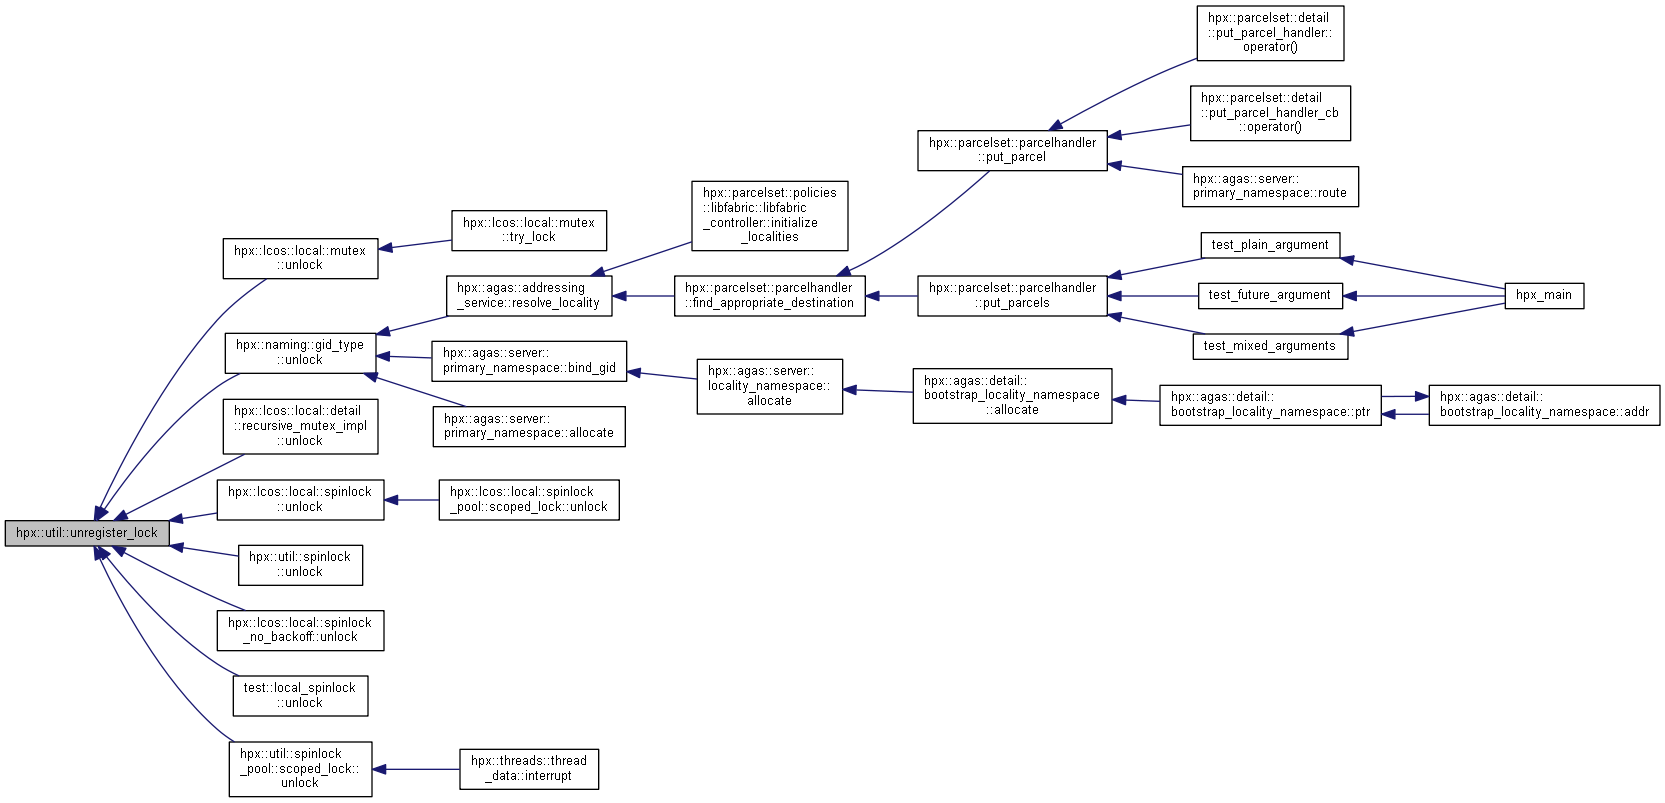 hpx::parcelset::detail
::put_parcel_handler::
operator()
hpx::parcelset::detail
::put_parcel_handler_cb
::operator()
hpx::parcelset::parcelhandler
::put_parcel
hpx::agas::server::
primary_namespace::route
hpx::parcelset::policies
::libfabric::libfabric
_controller::initialize
_localities
hpx::lcos::local::mutex
::try_lock
hpx::lcos::local::mutex
::unlock
test_plain_argument
hpx::agas::addressing
_service::resolve_locality
hpx::parcelset::parcelhandler
::find_appropriate_destination
hpx::parcelset::parcelhandler
::put_parcels
test_future_argument
hpx_main
test_mixed_arguments
hpx::naming::gid_type
::unlock
hpx::agas::server::
primary_namespace::bind_gid
hpx::agas::server::
locality_namespace::
allocate
hpx::agas::detail::
bootstrap_locality_namespace
::allocate
hpx::agas::detail::
bootstrap_locality_namespace::ptr
hpx::agas::detail::
bootstrap_locality_namespace::addr
hpx::agas::server::
primary_namespace::allocate
hpx::lcos::local::detail
::recursive_mutex_impl
::unlock
hpx::lcos::local::spinlock
::unlock
hpx::lcos::local::spinlock
_pool::scoped_lock::unlock
hpx::util::unregister_lock
hpx::util::spinlock
::unlock
hpx::lcos::local::spinlock
_no_backoff::unlock
test::local_spinlock
::unlock
hpx::util::spinlock
_pool::scoped_lock::
unlock
hpx::threads::thread
_data::interrupt